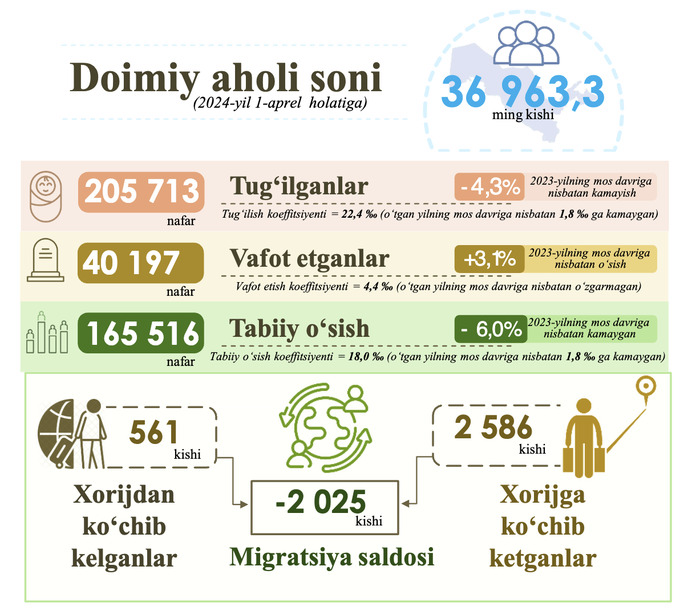 Doimiy aholi soni
(2024-yil 1-aprel holatiga)
36 963,3
ming kishi
205 713
nafar
Tug‘ilganlar
- 4,3%
2023-yilning mos davriga
nisbatan kamayish
Tug‘ilish koeffitsiyenti = 22,4 ‰ (o‘tgan yilning mos davriga nisbatan 1,8 ‰ ga kamaygan)
40 197
nafar
Vafot etganlar
+3,1%
2023-yilning mos davriga
nisbatan o‘sish
Vafot etish koeffitsiyenti = 4,4 ‰ (o‘tgan yilning mos davriga nisbatan o‘zgarmagan)
165 516
nafar
Tabiiy o‘sish
- 6,0%
2023-yilning mos davriga
nisbatan kamaygan
Tabiiy o‘sish koeffitsiyenti = 18,0 ‰ (o‘tgan yilning mos davriga nisbatan 1,8 ‰ ga kamaygan)
561
kishi
Xorijdan
ko‘chib
kelganlar
-2 025
kishi
Migratsiya saldosi
2 586
kishi
Xorijga
ko‘chib
ketganlar